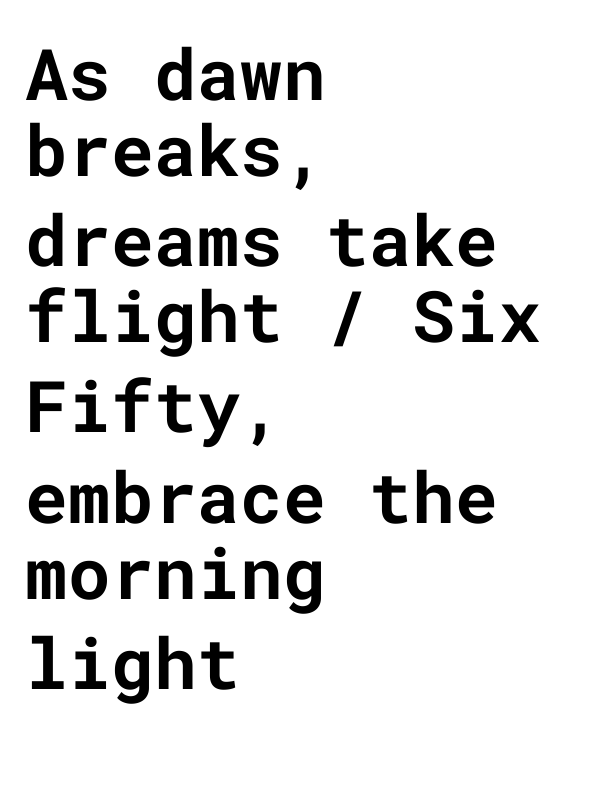 As dawn
breaks,
dreams take
flight / Six
Fifty,
embrace the
morning
light